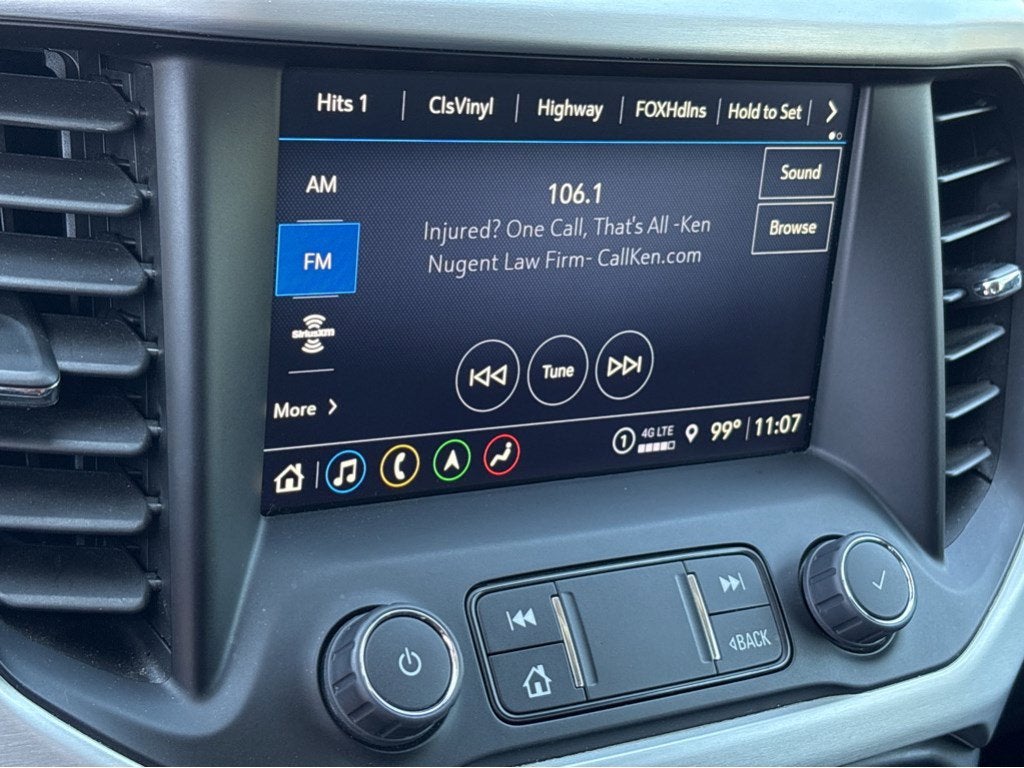 Hits 1 ClsVinyl Highway FOXHdlns Hold to Set
AM
106.1
Sound
Injured? One Call, That's All -Ken
Nugent Law Firm- CallKen.com
Browse
FM
SiriusXM
Tune
More
1 4G LTE 99° 11:07
BACK